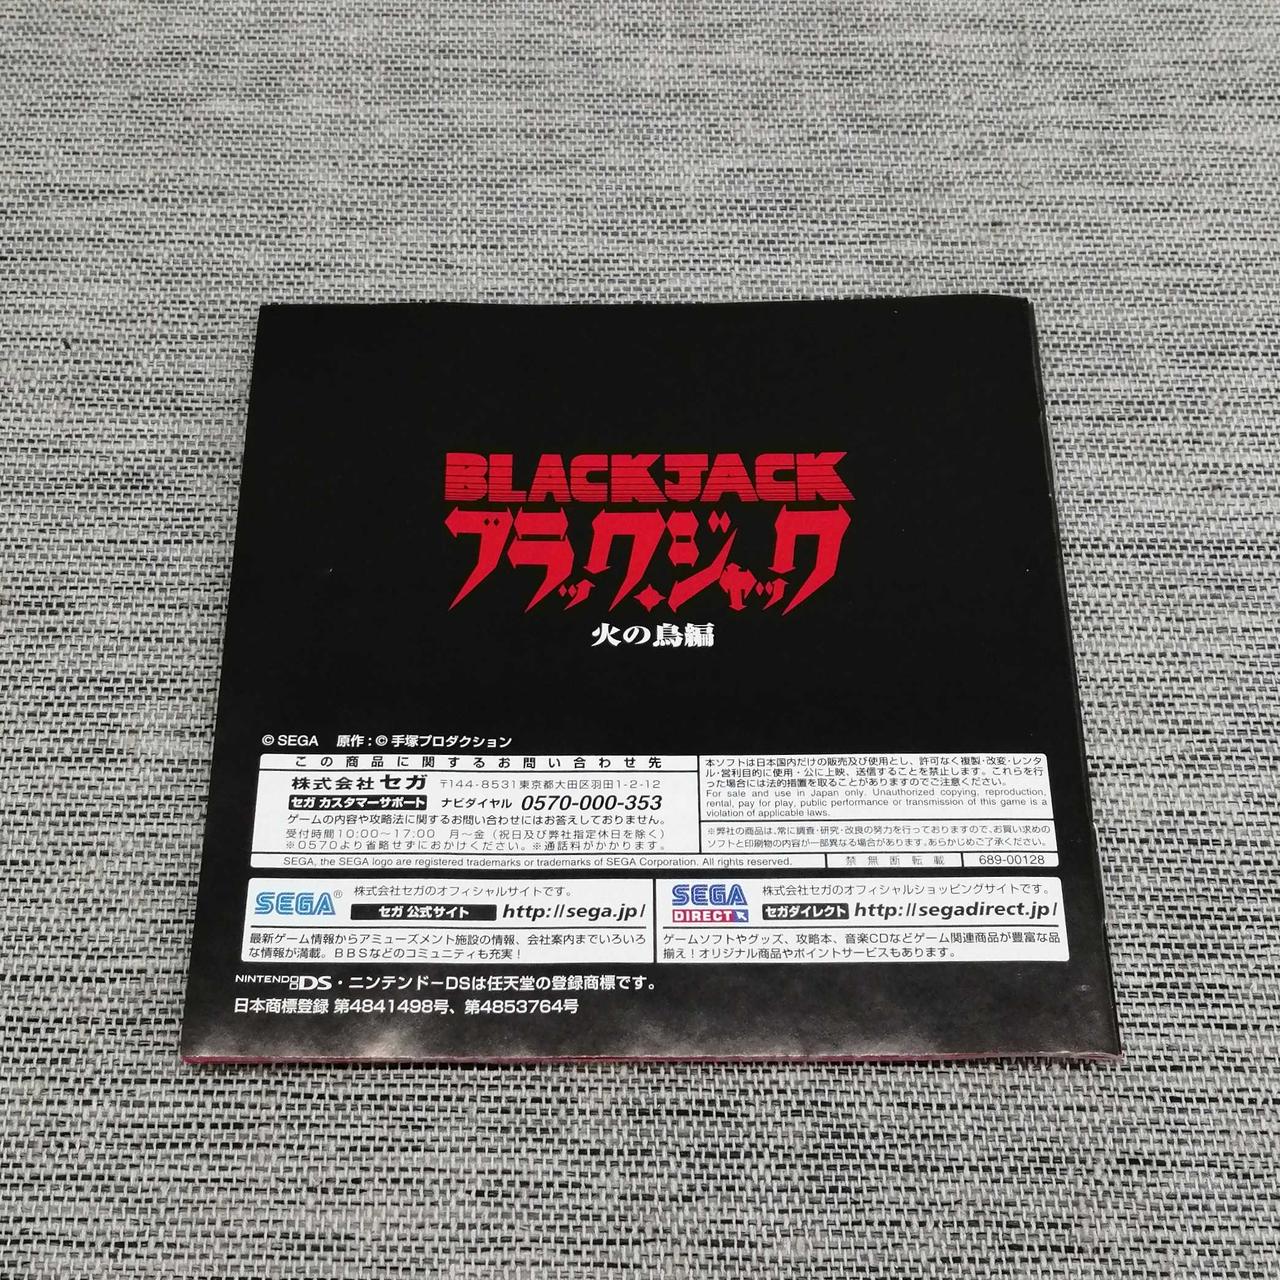 BLACKJACK
ブラック・ジャック
火の鳥編
© SEGA 原作:© 手塚プロダクション
この商品に関するお問い合わせ先
株式会社セガ 〒144-8531東京都大田区羽田1-2-12
セガ カスタマーサポート ナビダイヤル 0570-000-353
ゲームの内容や攻略法に関するお問い合わせにはお答えしておりません。
受付時間10:00~17:00 月~金(祝日及び弊社指定休日を除く)
※0570より省略せずにおかけください。※通話料がかかります。
本ソフトは日本国内だけの販売及び使用とし、許可なく複製・改変・レンタ
ル・営利目的に使用・公に上映、送信することを禁止します。これらを行
った場合には法的措置を取ることがありますのでご注意ください。
For sale and use in Japan only. Unauthorized copying, reproduction,
rental, pay for play, public performance or transmission of this game is a
violation of applicable laws.
※弊社の商品は、常に調査・研究・改良の努力を行っておりますので、お買い求めの
ソフトと印刷物の内容が一部異なる場合があります。あらかじめご了承ください。
SEGA, the SEGA logo are registered trademarks or trademarks of SEGA Corporation. All rights reserved.
禁無断転載
689-00128
SEGA® 株式会社セガのオフィシャルサイトです。
セガ 公式サイト http://sega.jp/
最新ゲーム情報からアミューズメント施設の情報、会社案内までいろいろ
な情報が満載。BBSなどのコミュニティも充実!
SEGA DIRECT 株式会社セガのオフィシャルショッピングサイトです。
セガダイレクト http://segadirect.jp/
ゲームソフトやグッズ、攻略本、音楽CDなどゲーム関連商品が豊富な品
揃え!オリジナル商品やポイントサービスもあります。
NINTENDO DS・ニンテンドーDSは任天堂の登録商標です。
日本商標登録 第4841498号、第4853764号